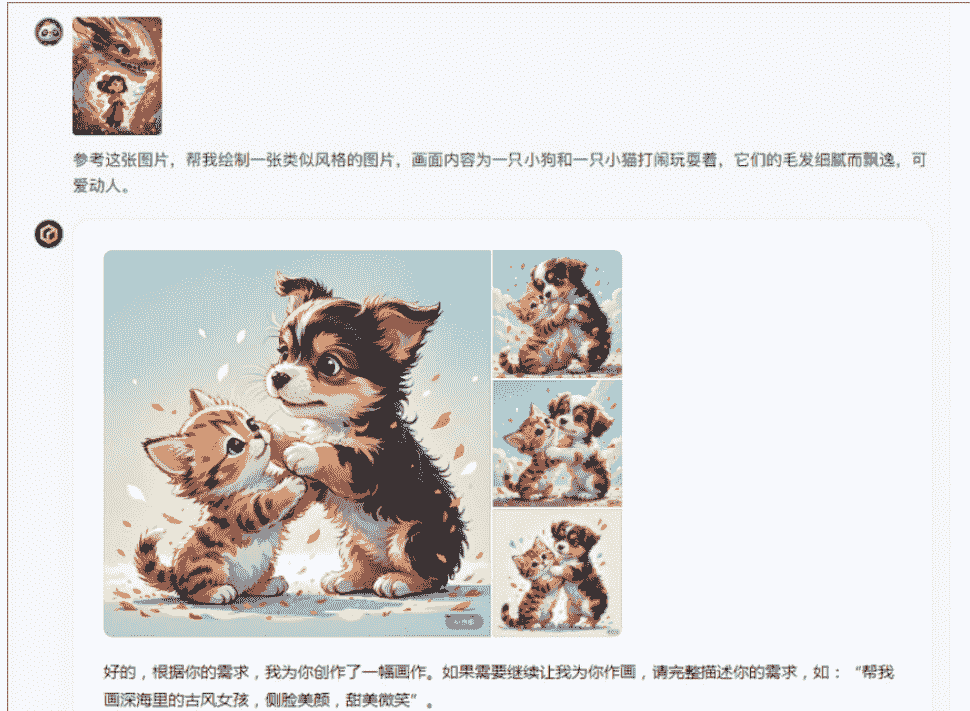 参考这张图片，帮我绘制一张类似风格的图片，画面内容为一只小狗和一只小猫打闹玩耍着，它们的毛发细腻而飘逸，可
爱动人。
好的，根据你的需求，我为你创作了一幅画作。如果需要继续让我为你作画，请完整描述你的需求，如：“帮我
画深海里的古风女孩，侧脸美颜，甜美微笑”。